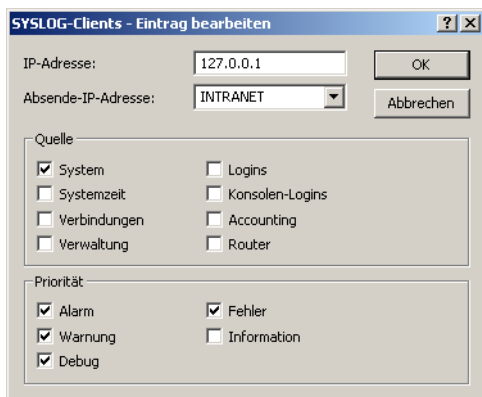 SYSLOG-Clients - Eintrag bearbeiten
IP-Adresse: 127.0.0.1 OK
Absende-IP-Adresse: INTRANET Abbrechen
Quelle
System Logins
Systemzeit Konsolen-Logins
Verbindungen Accounting
Verwaltung Router
Priorität
Alarm Fehler
Warnung Information
Debug